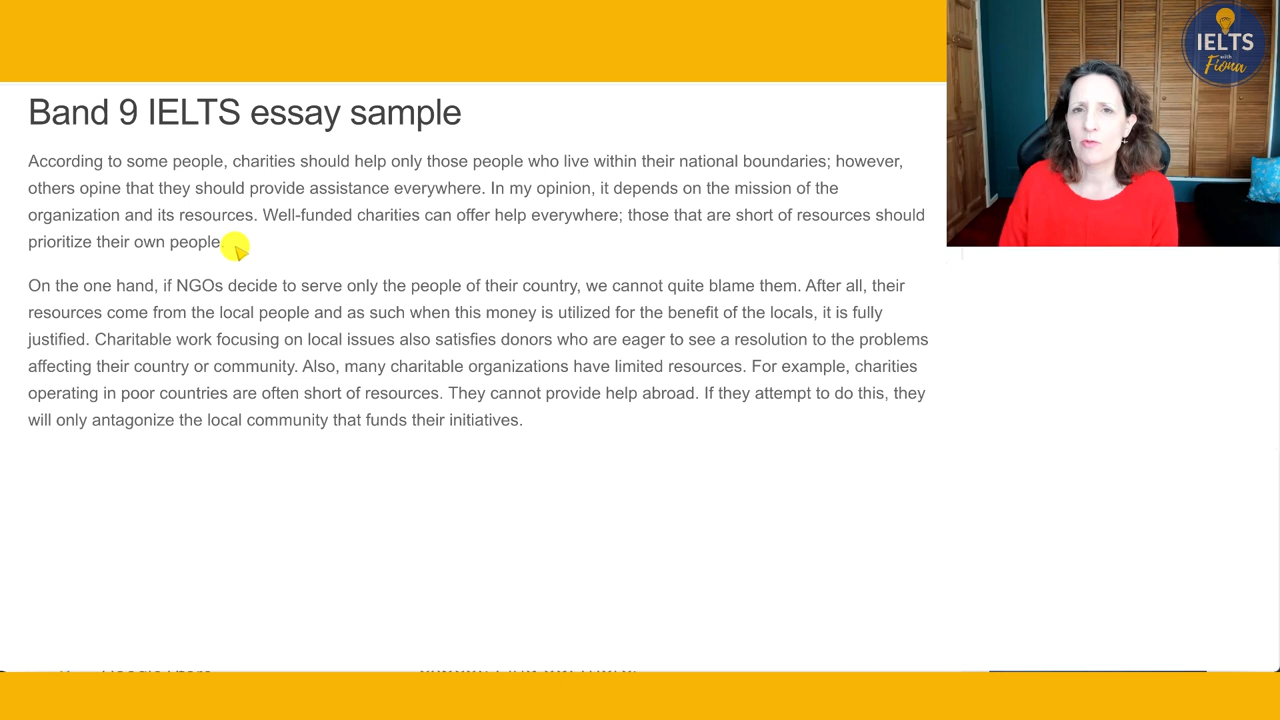 Band 9 IELTS essay sample
According to some people, charities should help only those people who live within their national boundaries; however,
others opine that they should provide assistance everywhere. In my opinion, it depends on the mission of the
organization and its resources. Well-funded charities can offer help everywhere; those that are short of resources should
prioritize their own people.
On the one hand, if NGOs decide to serve only the people of their country, we cannot quite blame them. After all, their
resources come from the local people and as such when this money is utilized for the benefit of the locals, it is fully
justified. Charitable work focusing on local issues also satisfies donors who are eager to see a resolution to the problems
affecting their country or community. Also, many charitable organizations have limited resources. For example, charities
operating in poor countries are often short of resources. They cannot provide help abroad. If they attempt to do this, they
will only antagonize the local community that funds their initiatives.
IELTS
with
Fiona